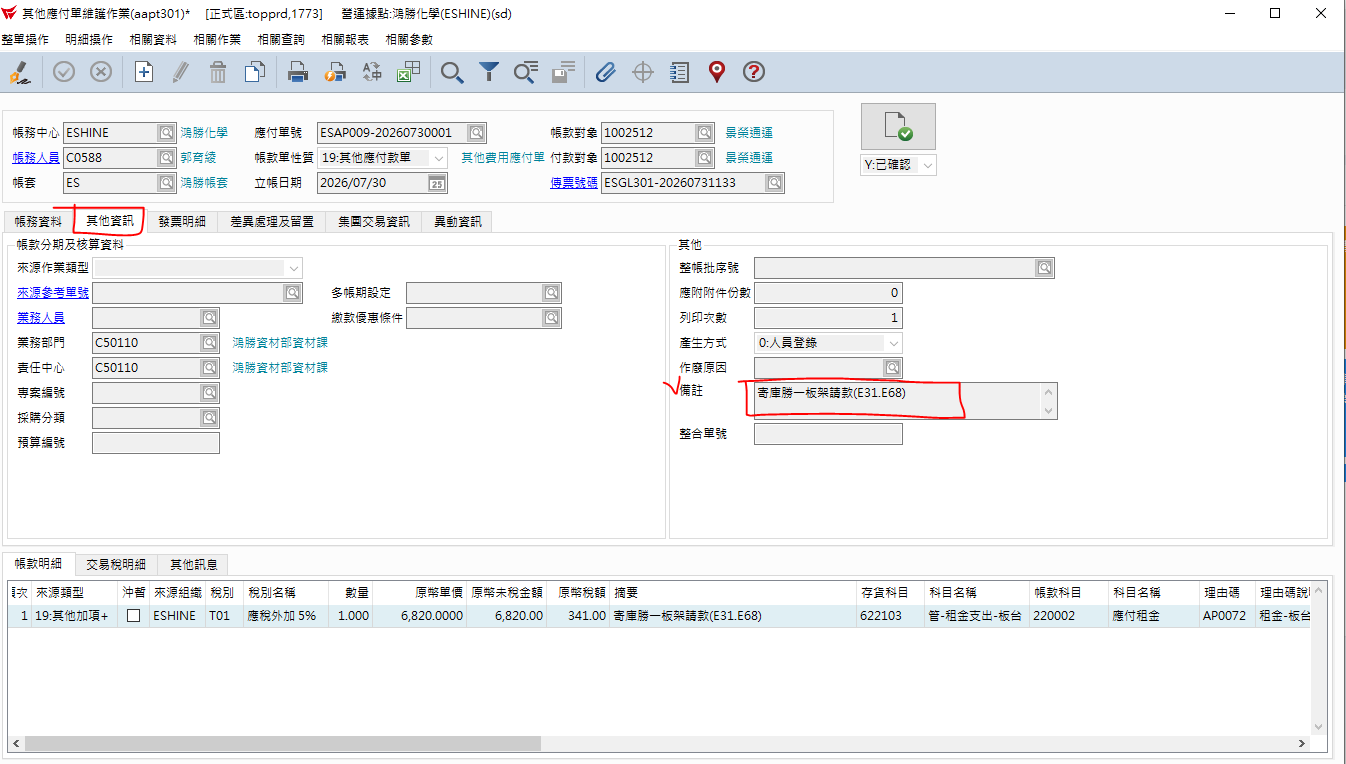 其他應付單維護作業(aapt301)* [正式區:topprd,1773] 營運據點:鴻勝化學(ESHINE)(sd)
整單操作 明細操作 相關資料 相關作業 相關查詢 相關報表 相關參數
帳務中心 ESHINE 鴻勝化學 應付單號 ESAP009-20260730001 帳款對象 1002512 景榮通運
帳務人員 C0588 郭宥綾 帳款單性質 19:其他應付款單 其他費用應付單 付款對象 1002512 景榮通運
帳套 ES 鴻勝帳套 立帳日期 2026/07/30 25 傳票號碼 ESGL301-20260731133
Y:已確認
帳務資料 其他資訊 發票明細 差異處理及留置 集團交易資訊 異動資訊
帳款分期及核算資料
來源作業類型
來源參考單號 多帳期設定
業務人員 繳款優惠條件
業務部門 C50110 鴻勝資材部資材課
責任中心 C50110 鴻勝資材部資材課
專案編號
採購分類
預算編號
其他
整帳批序號
應附附件份數 0
列印次數 1
產生方式 0:人員登錄
作廢原因
備註 寄庫勝一板架請款(E31.E68)
整合單號
帳款明細 交易稅明細 其他訊息
項次 來源類型 沖暫 來源組織 稅別 稅別名稱 數量 原幣單價 原幣未稅金額 原幣稅額 摘要 存貨科目 科目名稱 帳款科目 科目名稱 理由碼 理由碼說
1 19:其他加項+ ESHINE T01 應稅外加 5% 1.000 6,820.0000 6,820.00 341.00 寄庫勝一板架請款(E31.E68) 622103 管-租金支出-板台 220002 應付租金 AP0072 租金-板台